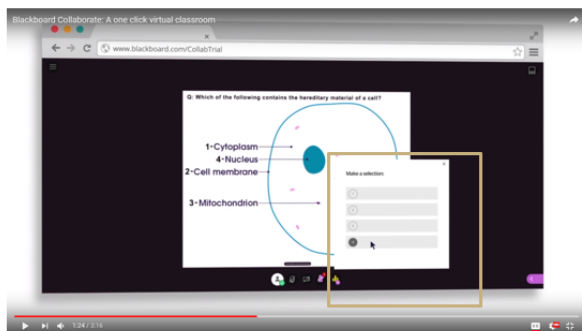 Blackboard Collaborate: A one click virtual classroom
www.blackboard.com/CollabTrial
Q: Which of the following contains the hereditary material of a cell?
1-Cytoplasm
4-Nucleus
2-Cell membrane
3-Mitochondrion
Make a selection:
1:24 / 3:16